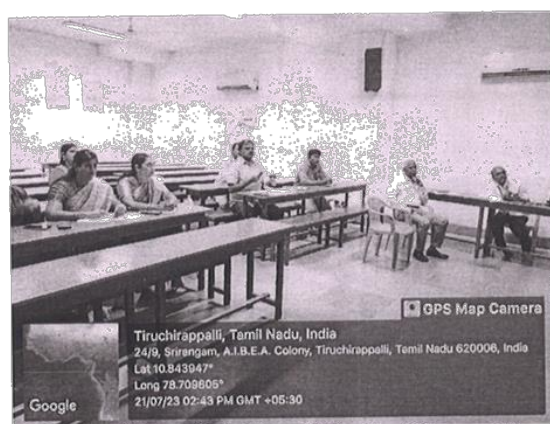 GPS Map Camera
Tiruchirappalli, Tamil Nadu, India
24/9, Srirangam, A.I.B.E.A. Colony, Tiruchirappalli, Tamil Nadu 620006, India
Lat 10.843947°
Long 78.709605°
21/07/23 02:43 PM GMT +05:30
Google